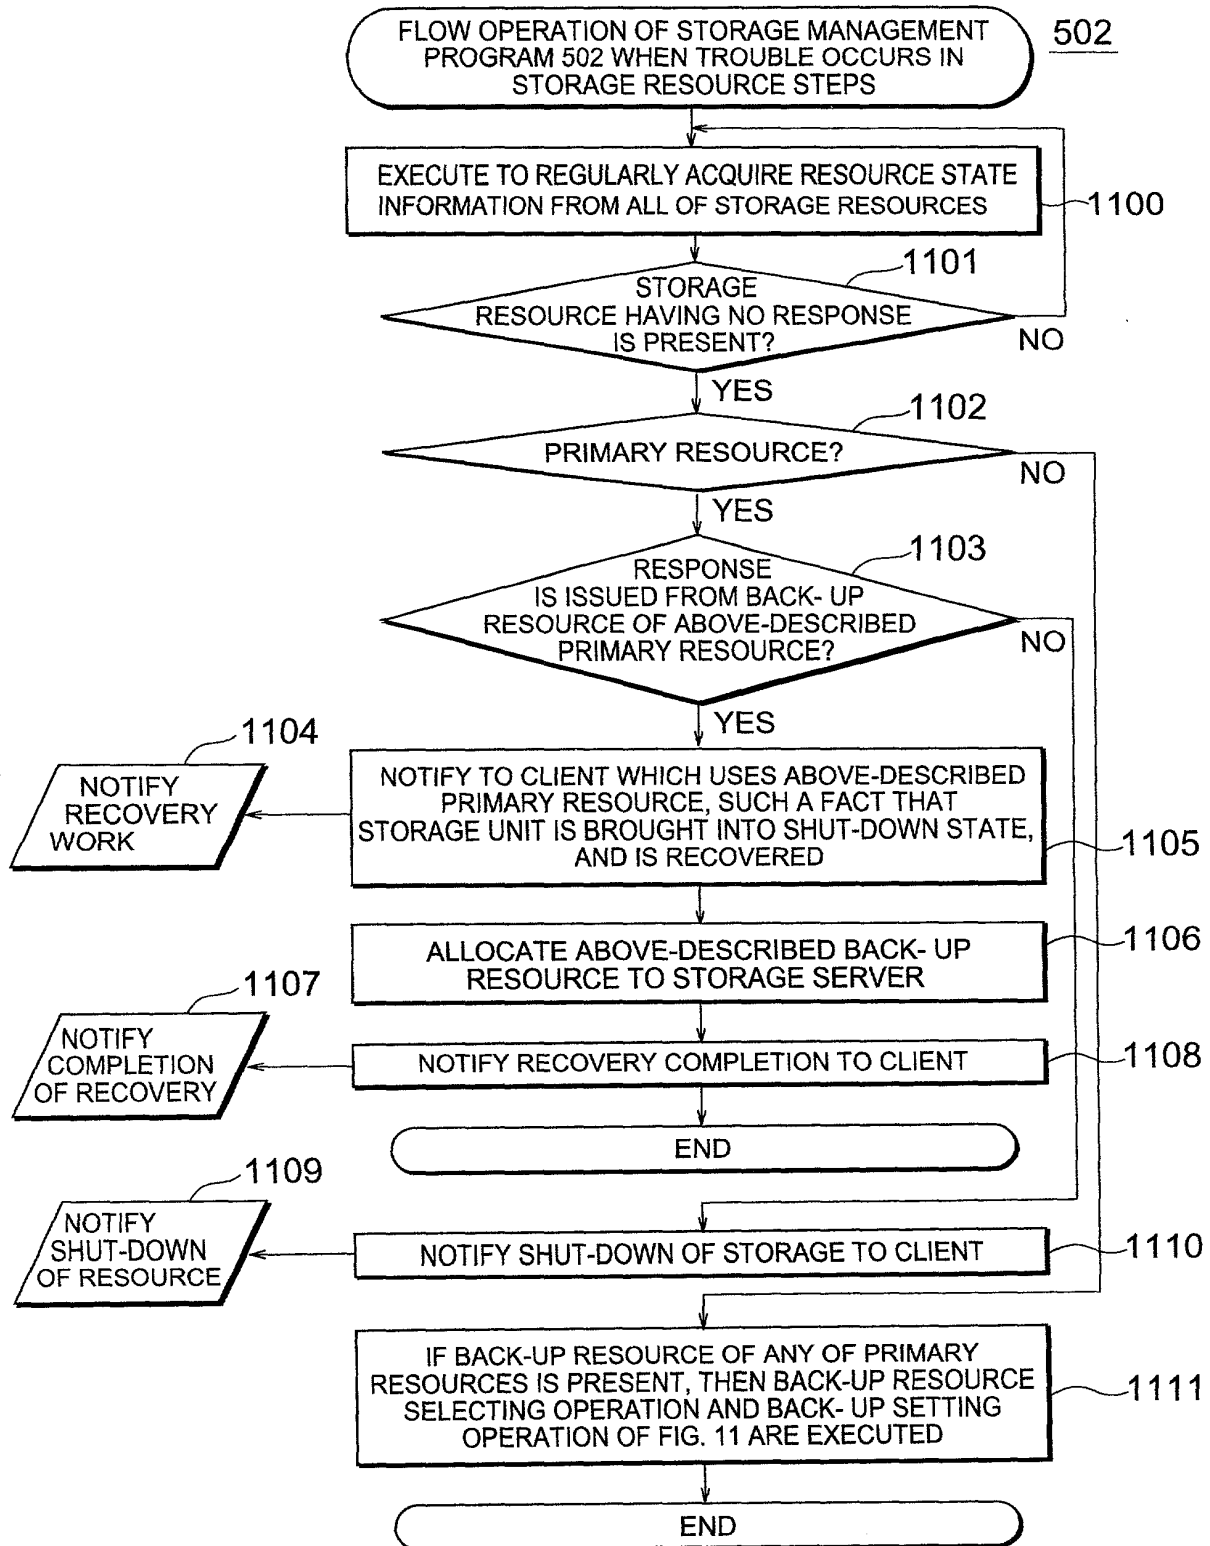 FLOW OPERATION OF STORAGE MANAGEMENT
PROGRAM 502 WHEN TROUBLE OCCURS IN
STORAGE RESOURCE STEPS
502
EXECUTE TO REGULARLY ACQUIRE RESOURCE STATE
INFORMATION FROM ALL OF STORAGE RESOURCES
1100
1101
STORAGE
RESOURCE HAVING NO RESPONSE
IS PRESENT?
NO
YES
1102
PRIMARY RESOURCE?
NO
YES
1103
RESPONSE
IS ISSUED FROM BACK- UP
RESOURCE OF ABOVE-DESCRIBED
PRIMARY RESOURCE?
NO
YES
1104
NOTIFY
RECOVERY
WORK
NOTIFY TO CLIENT WHICH USES ABOVE-DESCRIBED
PRIMARY RESOURCE, SUCH A FACT THAT
STORAGE UNIT IS BROUGHT INTO SHUT-DOWN STATE,
AND IS RECOVERED
1105
ALLOCATE ABOVE-DESCRIBED BACK- UP
RESOURCE TO STORAGE SERVER
1106
1107
NOTIFY
COMPLETION
OF RECOVERY
NOTIFY RECOVERY COMPLETION TO CLIENT
1108
END
1109
NOTIFY
SHUT-DOWN
OF RESOURCE
NOTIFY SHUT-DOWN OF STORAGE TO CLIENT
1110
IF BACK-UP RESOURCE OF ANY OF PRIMARY
RESOURCES IS PRESENT, THEN BACK-UP RESOURCE
SELECTING OPERATION AND BACK- UP SETTING
OPERATION OF FIG. 11 ARE EXECUTED
1111
END